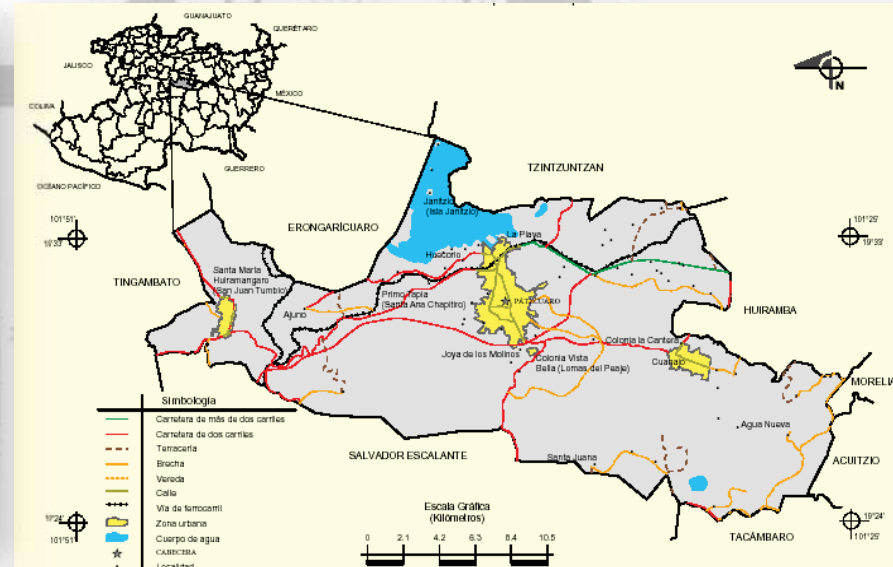 GUANAJUATO
QUERÉTARO
JALISCO
MÉXICO
COLIMA
GUERRERO
OCÉANO PACÍFICO
N
TZINTZUNTZAN
Janitzio
(Isla Janitzio)
101°51'
19°33'
ERONGARÍCUARO
101°25'
19°33'
La Playa
Huecorio
TINGAMBATO
Santa María
Huiramangaro
(San Juan Tumbio)
Primo Tapia
(Santa Ana Chapitiro)
PÁTZCUARO
Ajuno
HUIRAMBA
Colonia la Cantera
Joya de los Molinos
Colonia Vista
Bella (Lomas del Peaje)
Cuanajo
MORELIA
Agua Nueva
SALVADOR ESCALANTE
Santa Juana
ACUITZIO
TACÁMBARO
19°24'
101°51'
19°24'
101°25'
Simbología
Carretera de más de dos carriles
Carretera de dos carriles
Terracería
Brecha
Vereda
Calle
Vía de ferrocarril
Zona urbana
Cuerpo de agua
CABECERA
Localidad
Escala Gráfica
(Kilómetros)
0 2.1 4.2 6.3 8.4 10.5